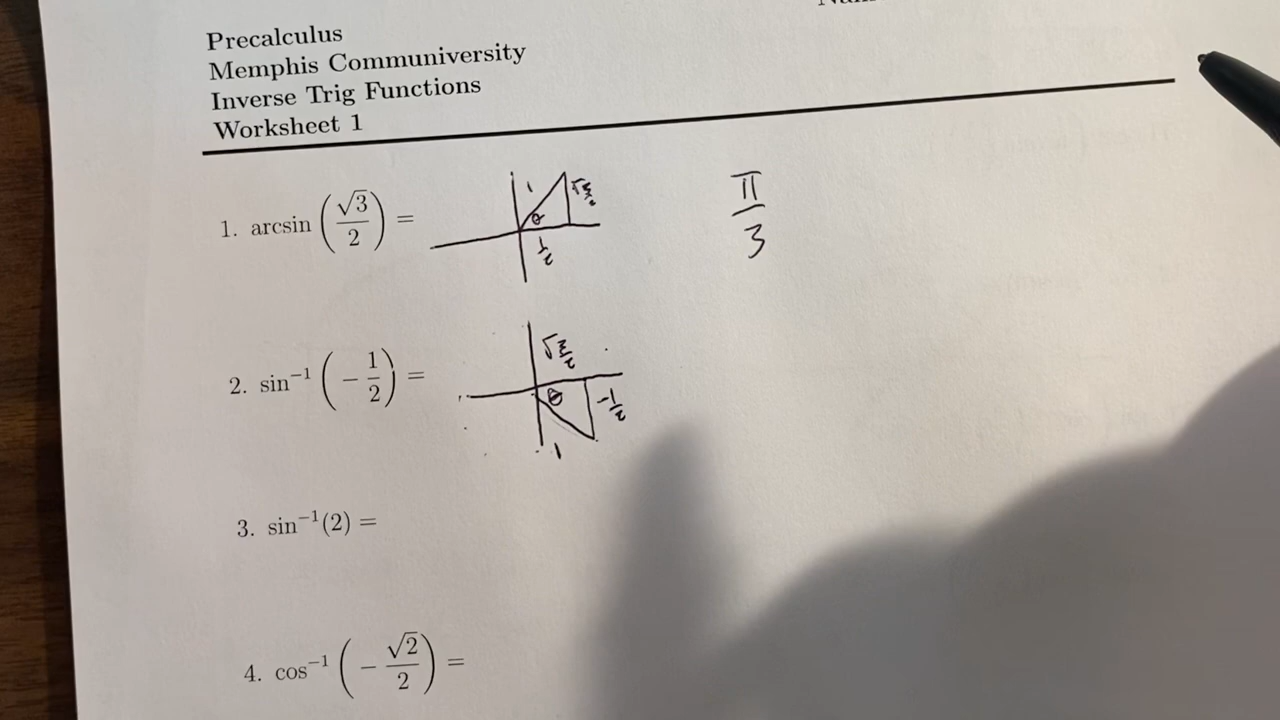 Precalculus
Memphis Communiversity
Inverse Trig Functions
Worksheet 1
1. arcsin (√3/2) =
1
√3/2
θ
1/2
π/3
2. sin⁻¹ (−1/2) =
√3/2
θ
−1/2
1
3. sin⁻¹(2) =
4. cos⁻¹ (−√2/2) =